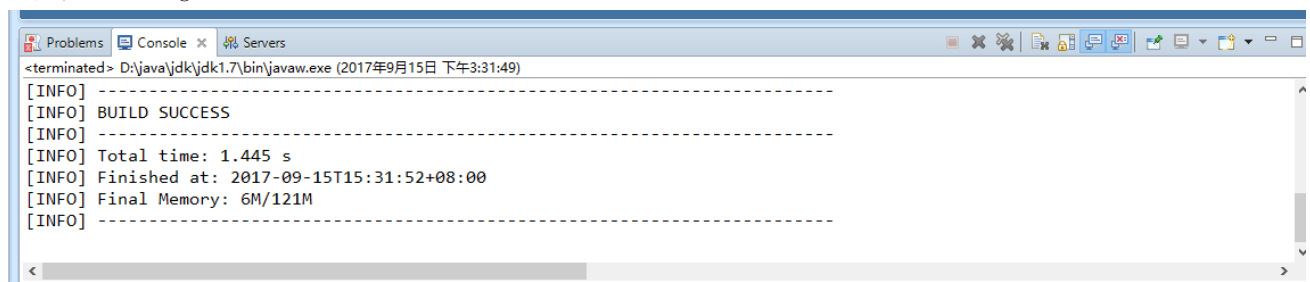 Problems Console Servers
<terminated> D:\java\jdk\jdk1.7\bin\javaw.exe (2017年9月15日 下午3:31:49)
[INFO] ------------------------------------------------------------------------
[INFO] BUILD SUCCESS
[INFO] ------------------------------------------------------------------------
[INFO] Total time: 1.445 s
[INFO] Finished at: 2017-09-15T15:31:52+08:00
[INFO] Final Memory: 6M/121M
[INFO] ------------------------------------------------------------------------